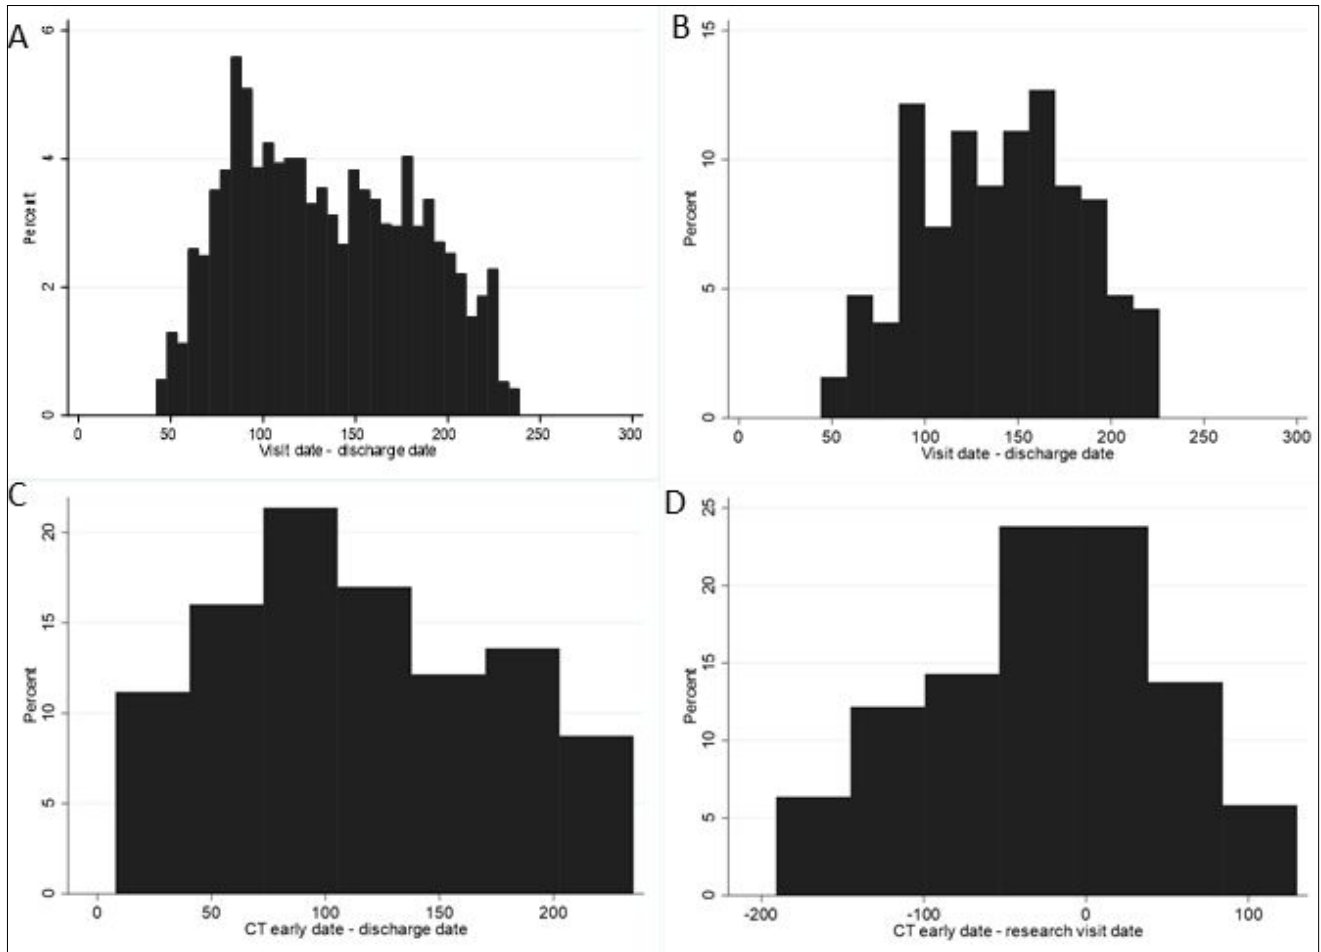 A
6
4
2
0
Percent
0 50 100 150 200 250 300
Visit date - discharge date
B
15
10
5
0
Percent
0 50 100 150 200 250 300
Visit date - discharge date
C
20
15
10
5
0
Percent
0 50 100 150 200
CT early date - discharge date
D
25
20
15
10
5
0
Percent
-200 -100 0 100
CT early date - research visit date